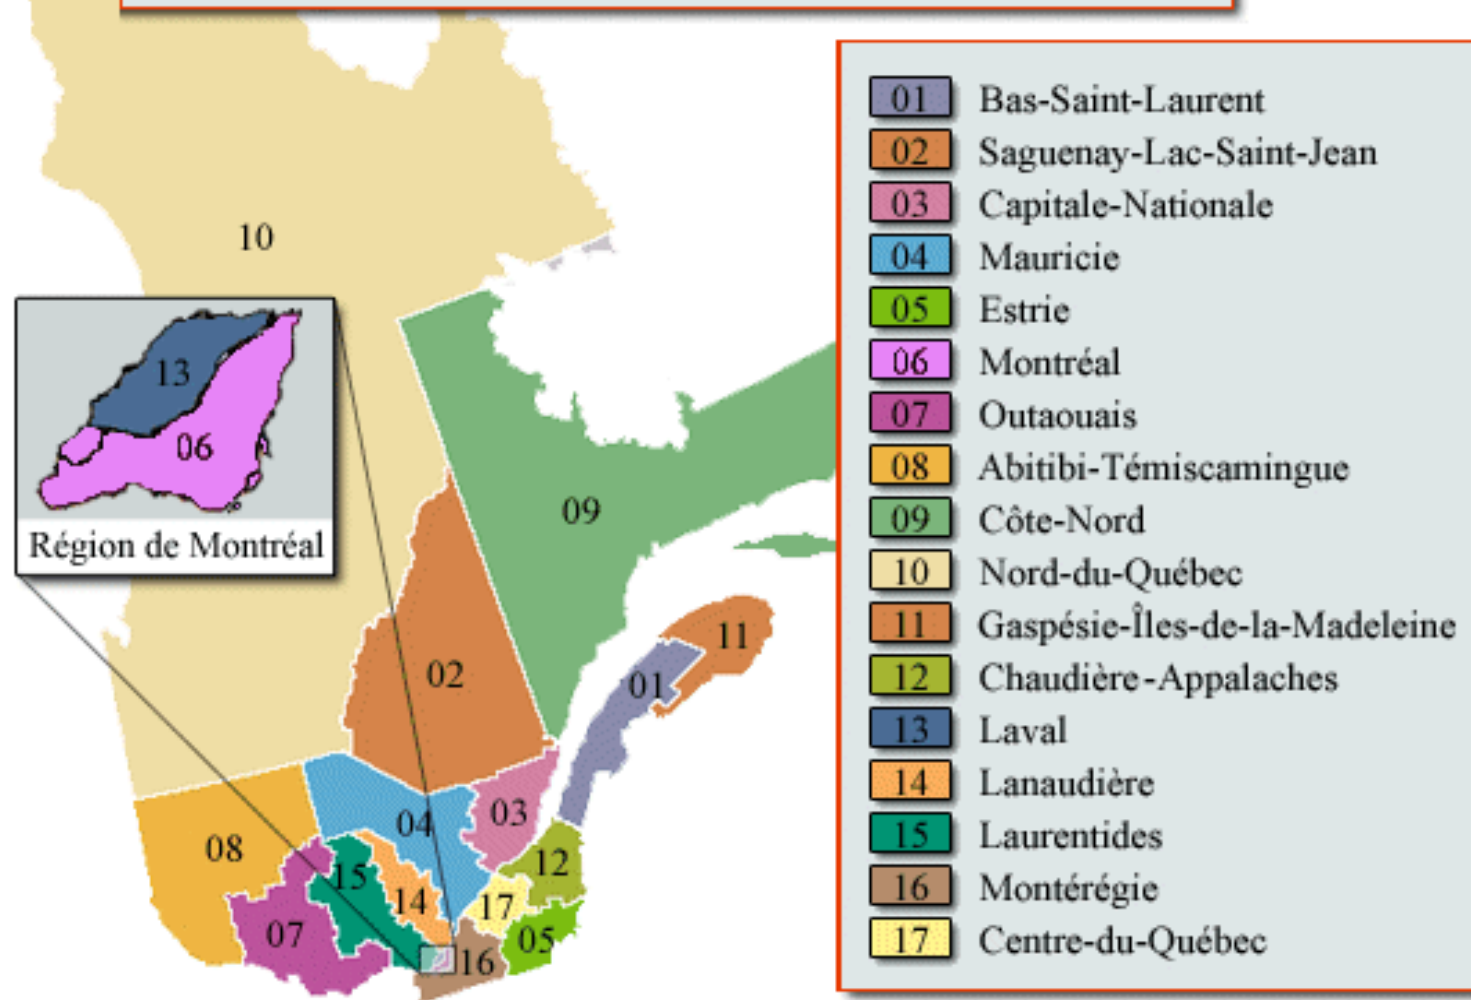 10
13
06
Région de Montréal
09
02
11
01
04
03
08
15
14
12
17
07
05
16
01 Bas-Saint-Laurent
02 Saguenay-Lac-Saint-Jean
03 Capitale-Nationale
04 Mauricie
05 Estrie
06 Montréal
07 Outaouais
08 Abitibi-Témiscamingue
09 Côte-Nord
10 Nord-du-Québec
11 Gaspésie-Îles-de-la-Madeleine
12 Chaudière-Appalaches
13 Laval
14 Lanaudière
15 Laurentides
16 Montérégie
17 Centre-du-Québec